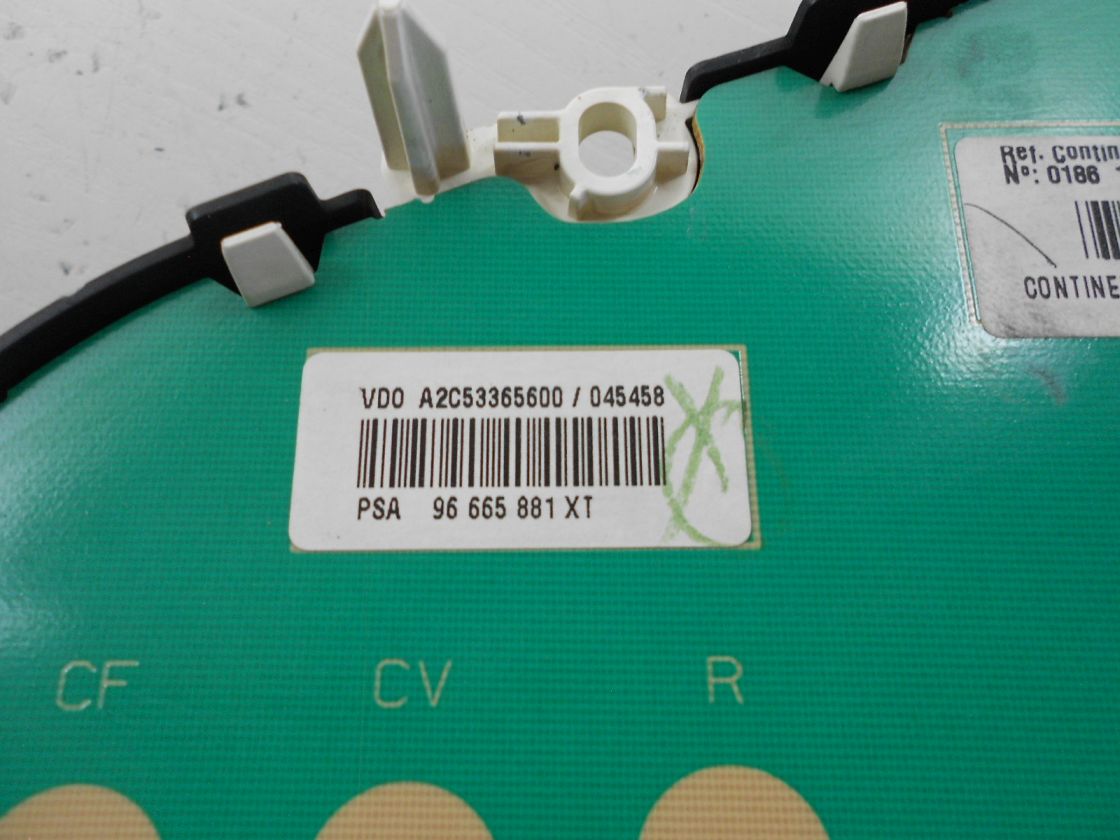 Ref. Contin
Nº: 0186
CONTINE
VDO A2C53365600 / 045458
PSA 96 665 881 XT
CF CV R